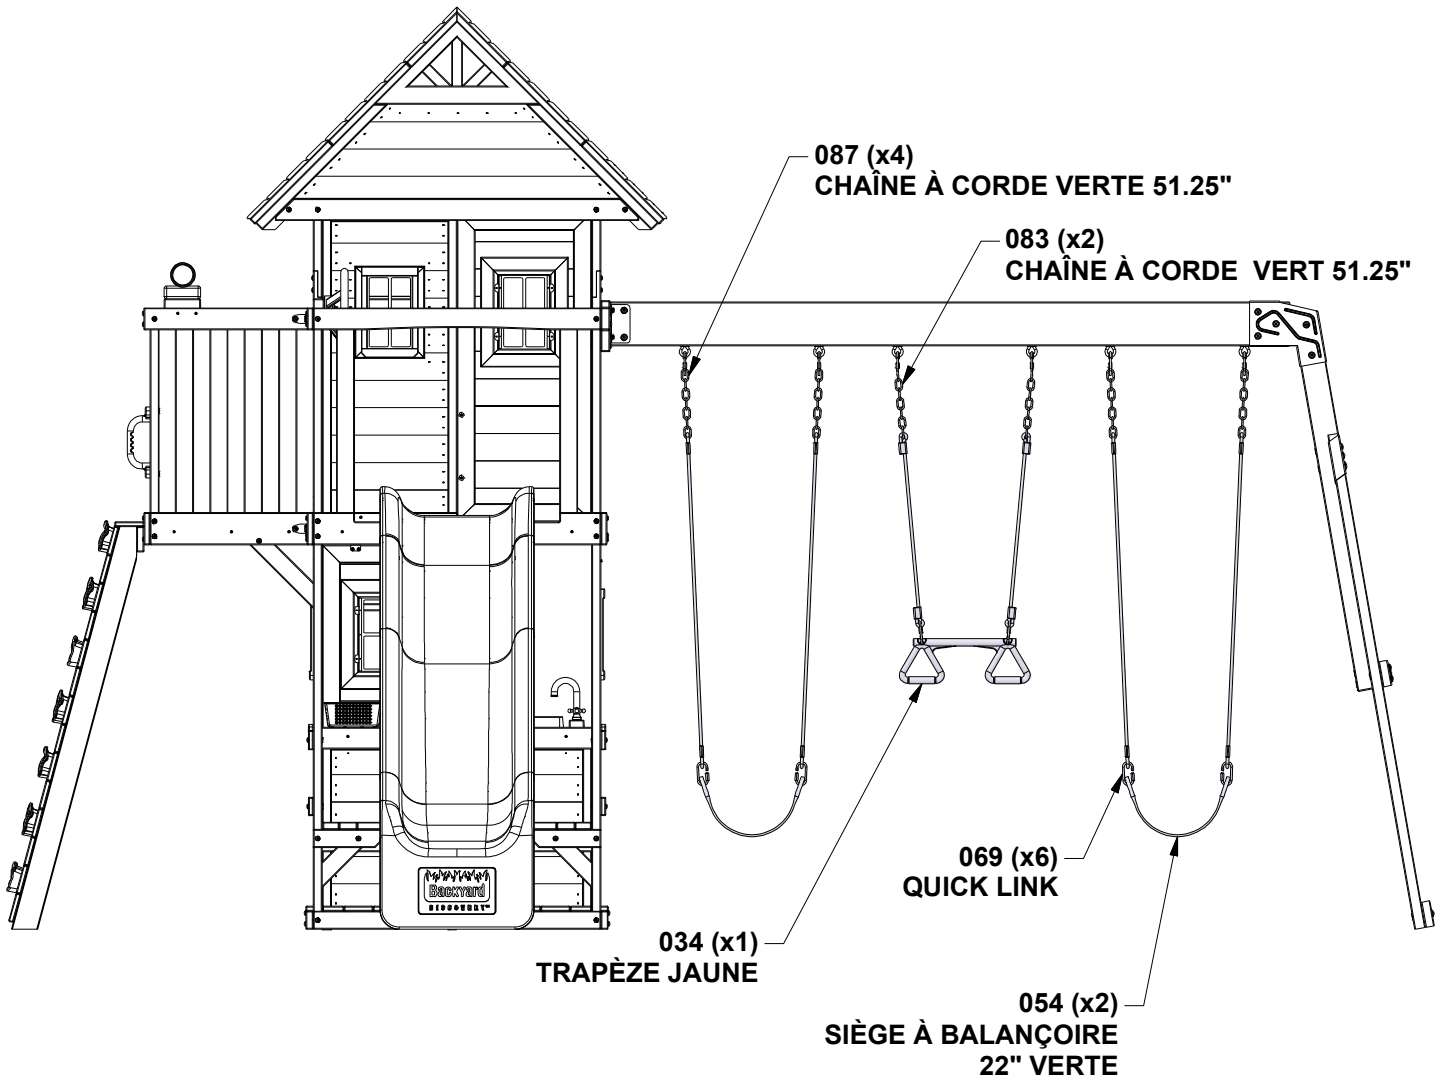 087 (x4)
CHAÎNE À CORDE VERTE 51.25"
083 (x2)
CHAÎNE À CORDE  VERT 51.25"
069 (x6)
QUICK LINK
Backyard
DISCOVERY™
034 (x1)
TRAPÈZE JAUNE
054 (x2)
SIÈGE À BALANÇOIRE
22" VERTE